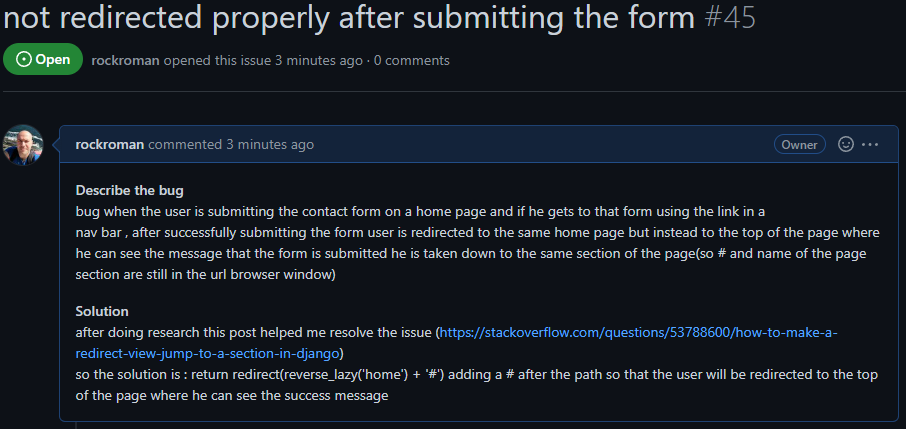 not redirected properly after submitting the form #45
Open rockroman opened this issue 3 minutes ago · 0 comments
rockroman commented 3 minutes ago Owner
Describe the bug
bug when the user is submitting the contact form on a home page and if he gets to that form using the link in a
nav bar , after successfully submitting the form user is redirected to the same home page but instead to the top of the page where
he can see the message that the form is submitted he is taken down to the same section of the page(so # and name of the page
section are still in the url browser window)
Solution
after doing research this post helped me resolve the issue (https://stackoverflow.com/questions/53788600/how-to-make-a-
redirect-view-jump-to-a-section-in-django)
so the solution is : return redirect(reverse_lazy('home') + '#') adding a # after the path so that the user will be redirected to the top
of the page where he can see the success message